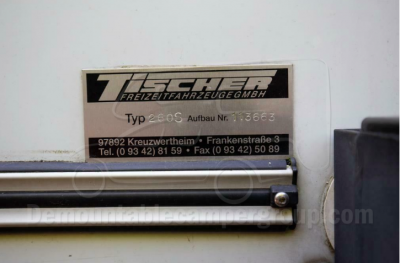 TISCHER
FREIZEITFAHRZEUGE GMBH
Typ 260S Aufbau Nr.
97892 Kreuzwertheim • Frankenstraße 3
Tel. (0 93 42) 81 59 • Fax (0 93 42) 50 89
Demountablecampergroup.com